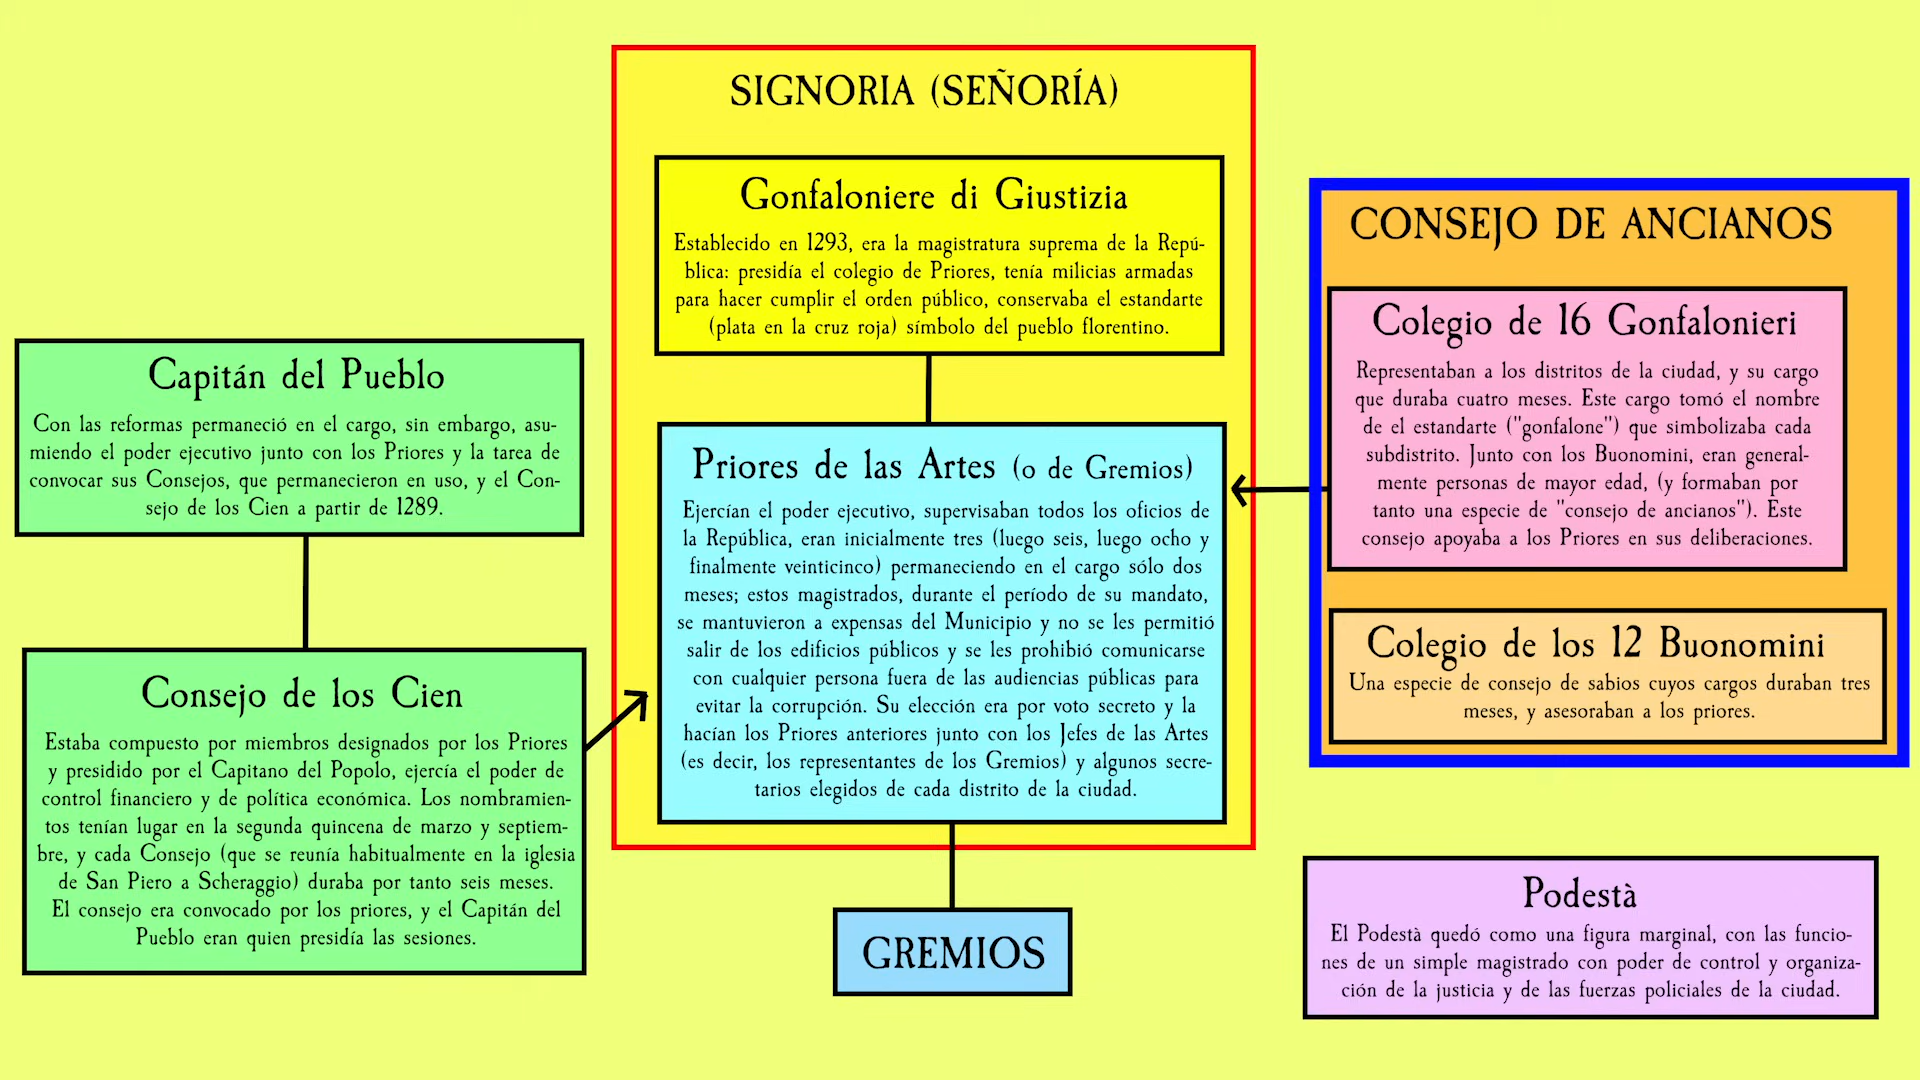 SIGNORIA (SEÑORÍA)
Gonfaloniere di Giustizia
Establecido en 1293, era la magistratura suprema de la Repú-
blica: presidía el colegio de Priores, tenía milicias armadas
para hacer cumplir el orden público, conservaba el estandarte
(plata en la cruz roja) símbolo del pueblo florentino.
Priores de las Artes (o de Gremios)
Ejercían el poder ejecutivo, supervisaban todos los oficios de
la República, eran inicialmente tres (luego seis, luego ocho y
finalmente veinticinco) permaneciendo en el cargo sólo dos
meses; estos magistrados, durante el período de su mandato,
se mantuvieron a expensas del Municipio y no se les permitió
salir de los edificios públicos y se les prohibió comunicarse
con cualquier persona fuera de las audiencias públicas para
evitar la corrupción. Su elección era por voto secreto y la
hacían los Priores anteriores junto con los Jefes de las Artes
(es decir, los representantes de los Gremios) y algunos secre-
tarios elegidos de cada distrito de la ciudad.
GREMIOS
Capitán del Pueblo
Con las reformas permaneció en el cargo, sin embargo, asu-
miendo el poder ejecutivo junto con los Priores y la tarea de
convocar sus Consejos, que permanecieron en uso, y el Con-
sejo de los Cien a partir de 1289.
Consejo de los Cien
Estaba compuesto por miembros designados por los Priores
y presidido por el Capitano del Popolo, ejercía el poder de
control financiero y de política económica. Los nombramien-
tos tenían lugar en la segunda quincena de marzo y septiem-
bre, y cada Consejo (que se reunía habitualmente en la iglesia
de San Piero a Scheraggio) duraba por tanto seis meses.
El consejo era convocado por los priores, y el Capitán del
Pueblo eran quien presidía las sesiones.
CONSEJO DE ANCIANOS
Colegio de 16 Gonfalonieri
Representaban a los distritos de la ciudad, y su cargo
que duraba cuatro meses. Este cargo tomó el nombre
de el estandarte ("gonfalone") que simbolizaba cada
subdistrito. Junto con los Buonomini, eran general-
mente personas de mayor edad, (y formaban por
tanto una especie de "consejo de ancianos"). Este
consejo apoyaba a los Priores en sus deliberaciones.
Colegio de los 12 Buonomini
Una especie de consejo de sabios cuyos cargos duraban tres
meses, y asesoraban a los priores.
Podestà
El Podestà quedó como una figura marginal, con las funcio-
nes de un simple magistrado con poder de control y organiza-
ción de la justicia y de las fuerzas policiales de la ciudad.